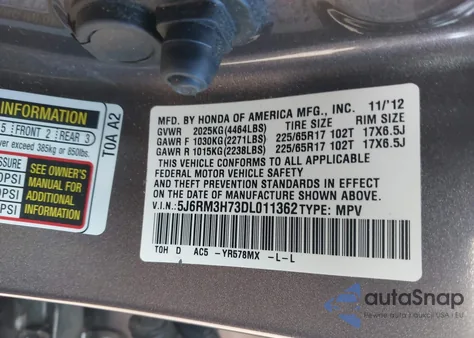 INFORMATION
5 FRONT 2 REAR 3
exceed 385kg or 850lbs.
SEE OWNER'S
MANUAL FOR
ADDITIONAL
INFORMATION
TOA A2
MFD. BY HONDA OF AMERICA MFG., INC. 11/'12
GVWR 2025KG(4464LBS) TIRE SIZE RIM SIZE
GAWR F 1030KG(2271LBS) 225/65R17 102T 17X6.5J
GAWR R 1015KG(2238LBS) 225/65R17 102T 17X6.5J
THIS VEHICLE CONFORMS TO ALL APPLICABLE
FEDERAL MOTOR VEHICLE SAFETY
AND THEFT PREVENTION STANDARDS IN EFFECT
ON THE DATE OF MANUFACTURE SHOWN ABOVE.
V.I.N:5J6RM3H73DL011362 TYPE: MPV
TOH D AC5 -YR578MX -L-L
autoSnap